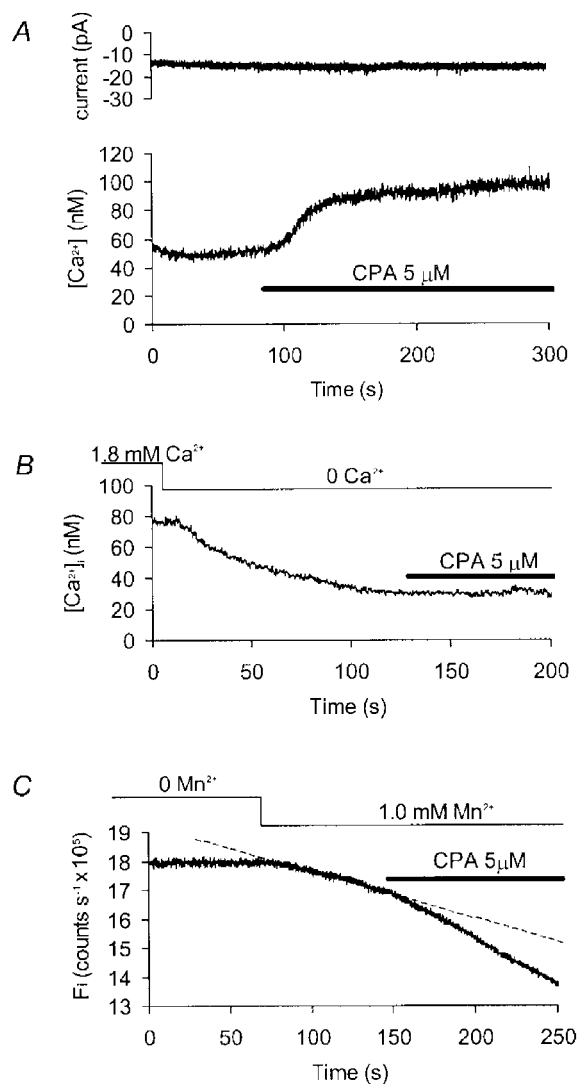 A
current (pA)
0
-10
-20
-30
[Ca²⁺] (nM)
120
100
80
60
40
20
0
CPA 5 μM
0 100 200 300
Time (s)
B
1.8 mM Ca²⁺
0 Ca²⁺
[Ca²⁺]ᵢ (nM)
100
80
60
40
20
0
CPA 5 μM
0 50 100 150 200
Time (s)
C
0 Mn²⁺
1.0 mM Mn²⁺
Fi (counts s⁻¹ x 10⁵)
19
18
17
16
15
14
13
CPA 5μM
0 50 100 150 200 250
Time (s)